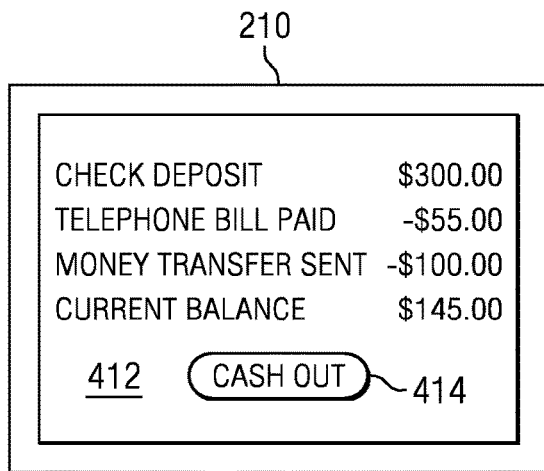 210
CHECK DEPOSIT $300.00
TELEPHONE BILL PAID -$55.00
MONEY TRANSFER SENT -$100.00
CURRENT BALANCE $145.00
412 CASH OUT 414